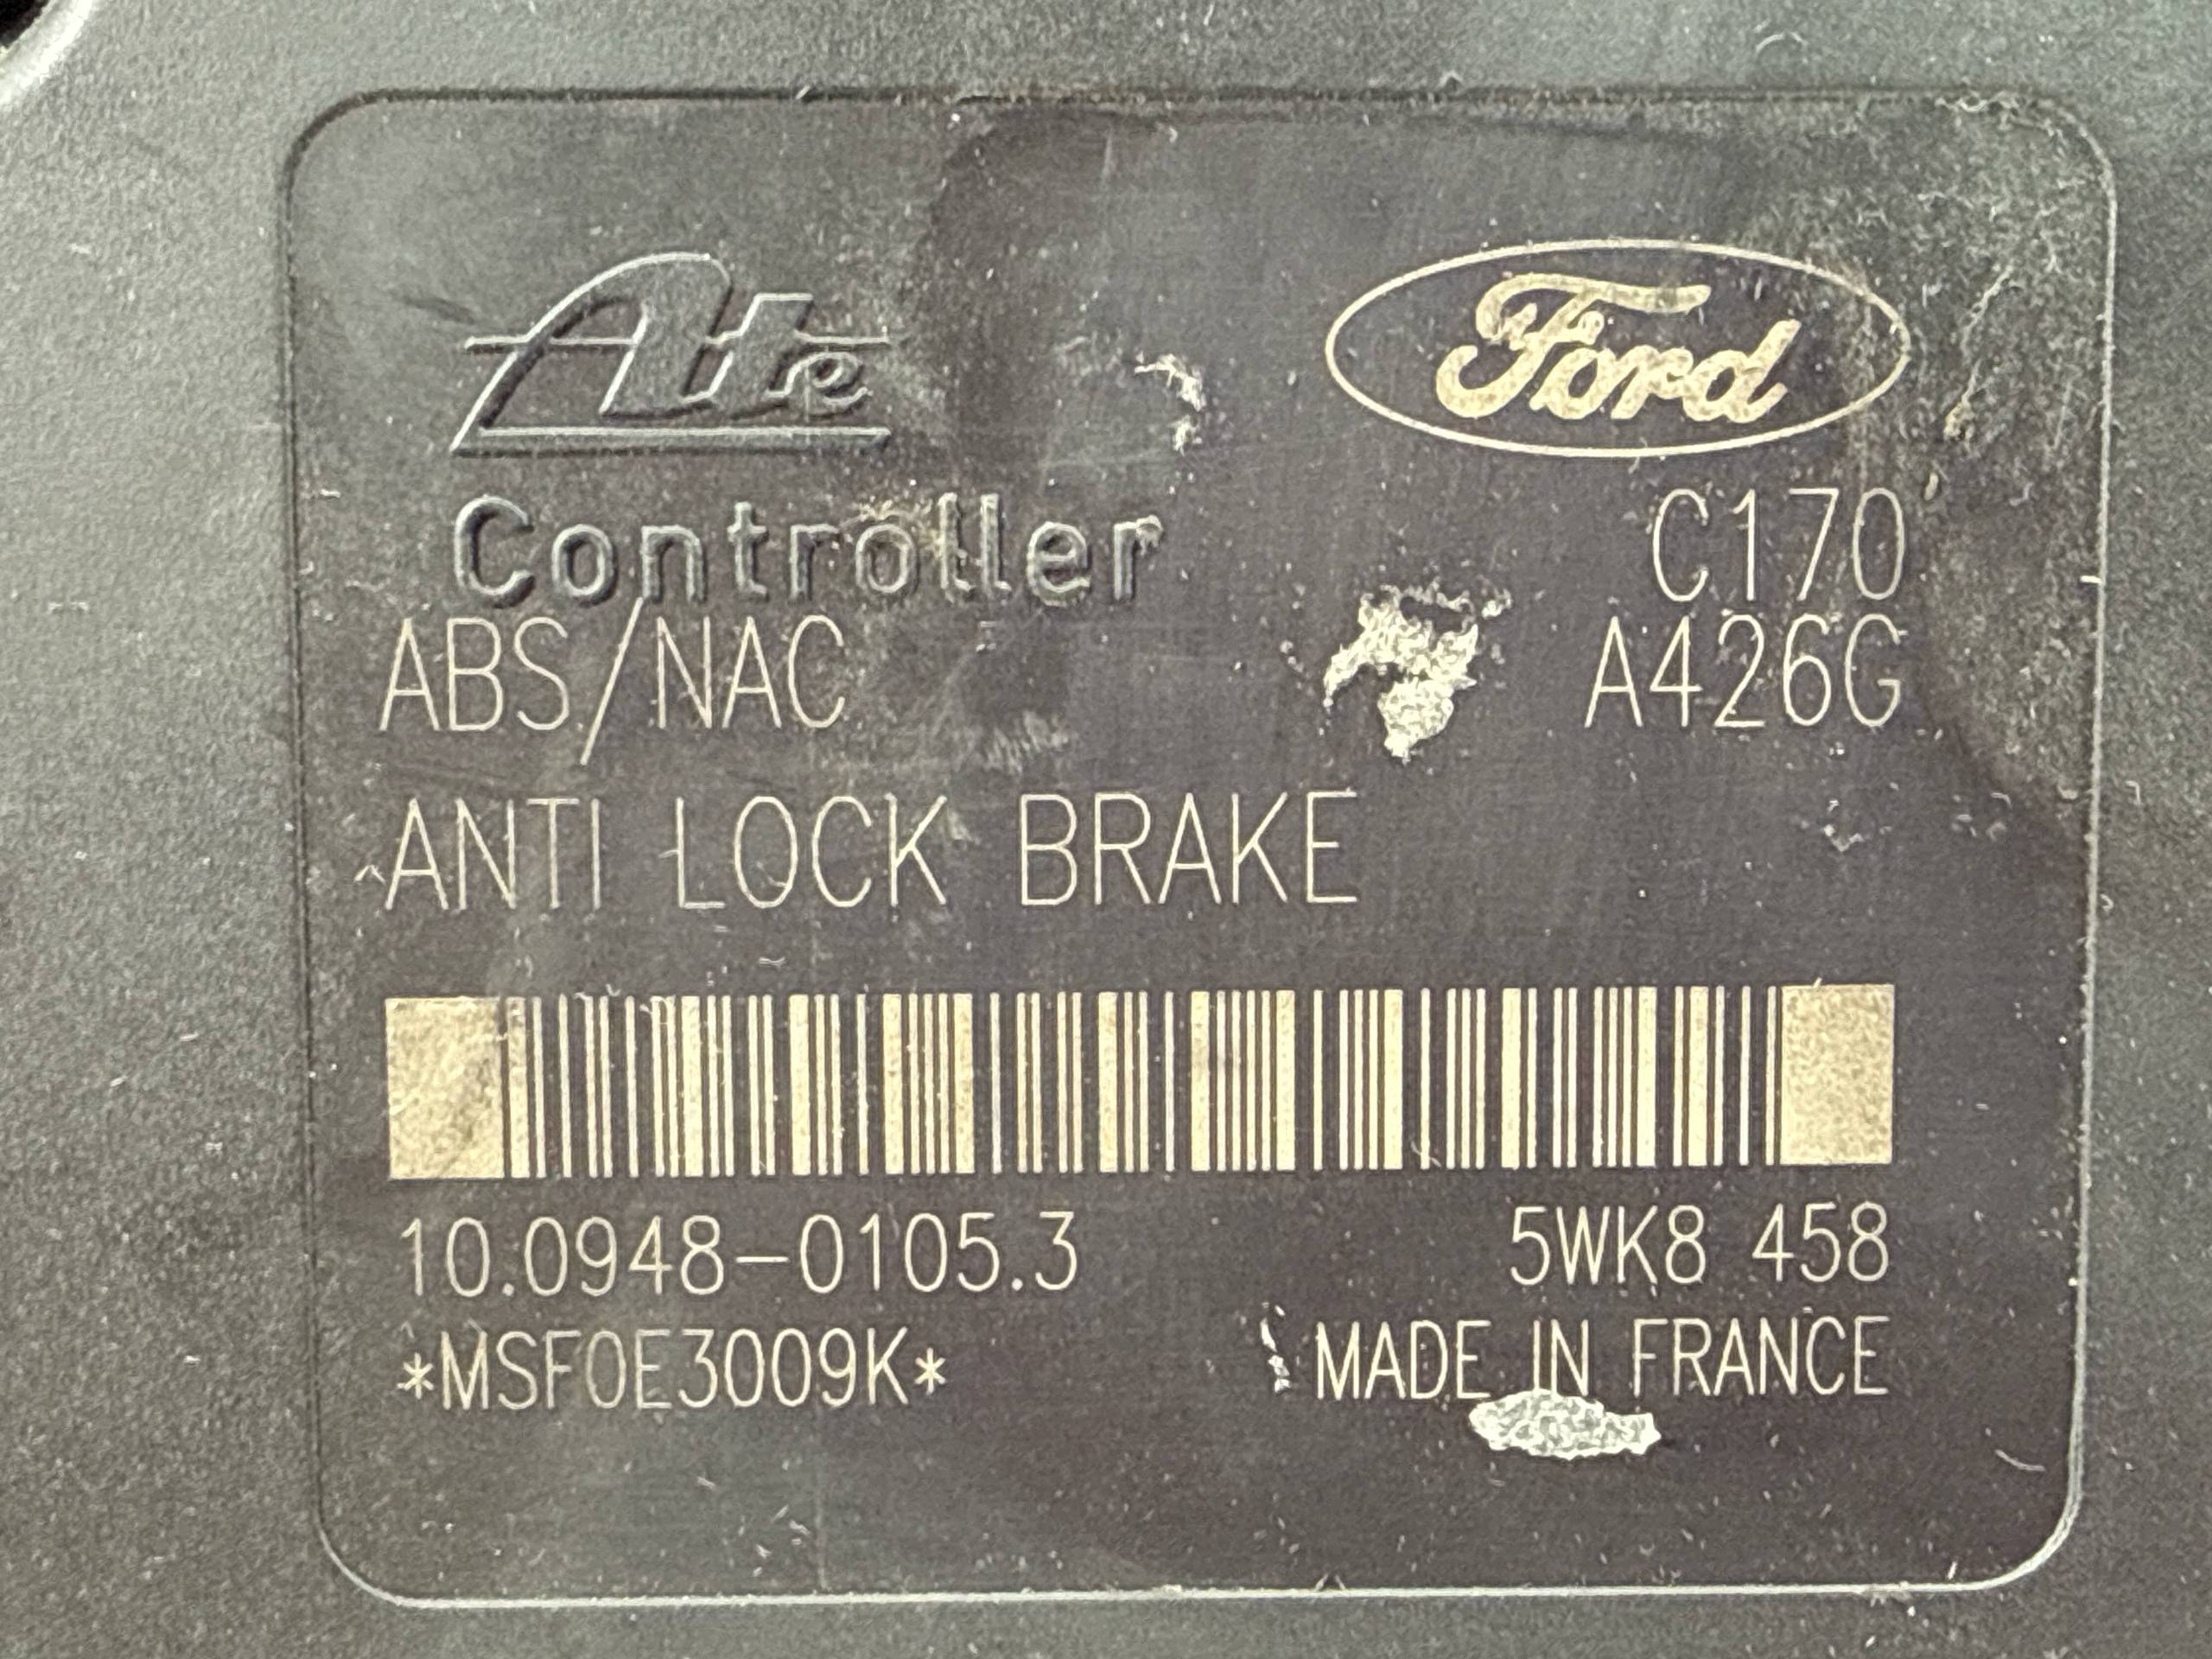 Ate
Ford
Controller
C170
ABS/NAC
A426G
ANTI LOCK BRAKE
10.0948-0105.3
5WK8 458
*MSF0E3009K*
MADE IN FRANCE